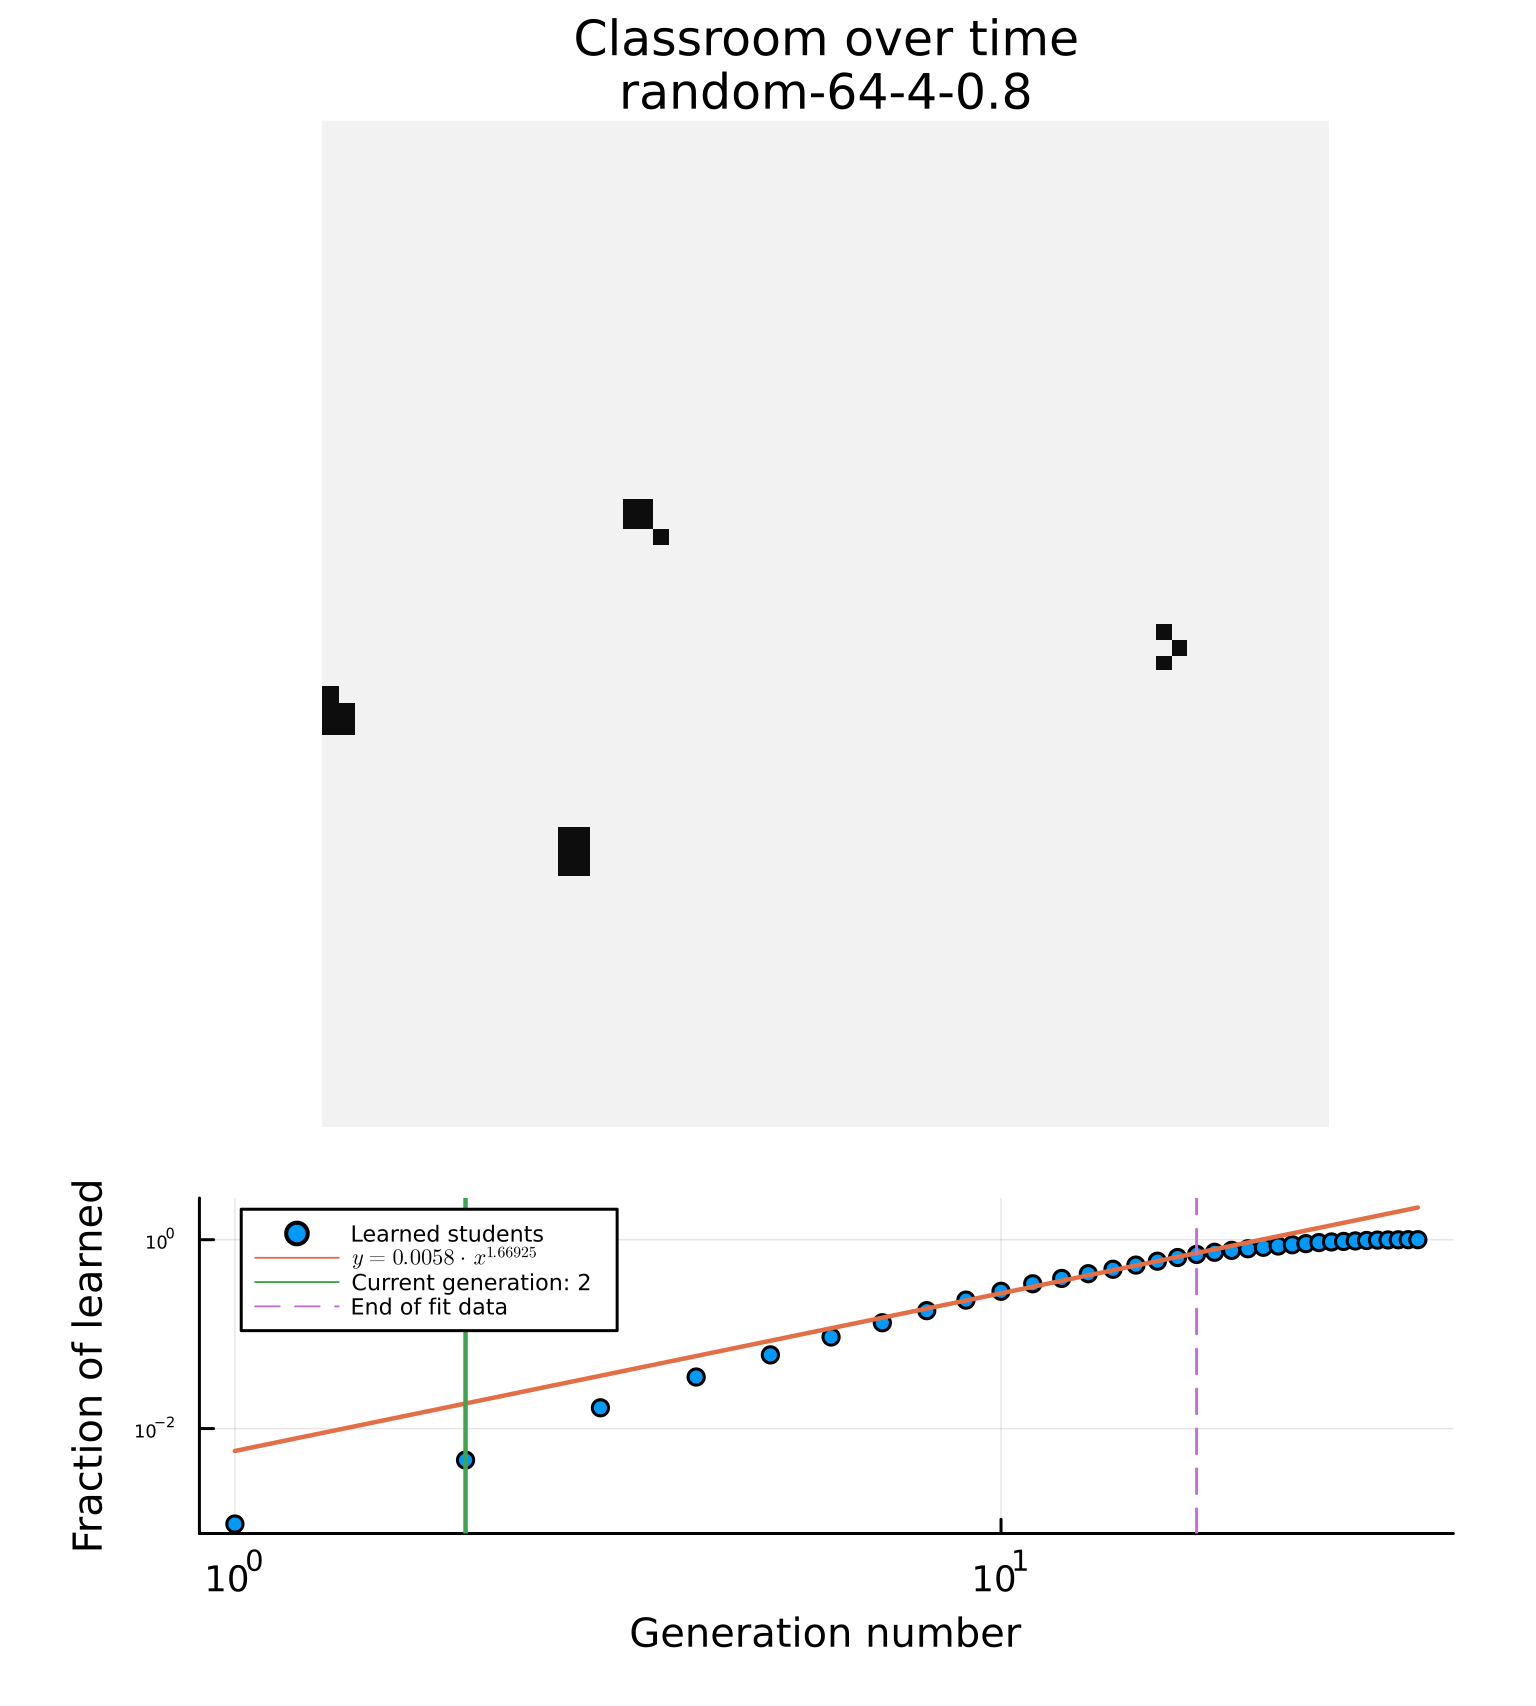 Classroom over time
random-64-4-0.8
Fraction of learned
10⁰
10⁻²
Learned students
y = 0.0058 · x^1.66925
Current generation: 2
End of fit data
10⁰ 10¹
Generation number